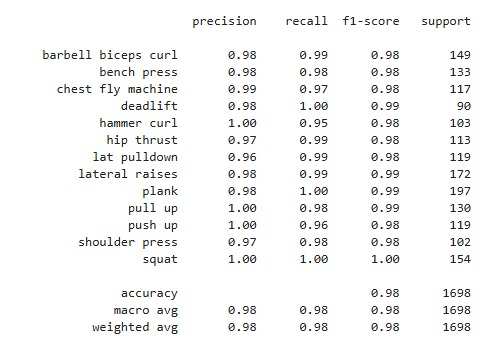 precision recall f1-score support
barbell biceps curl 0.98 0.99 0.98 149
bench press 0.98 0.98 0.98 133
chest fly machine 0.99 0.97 0.98 117
deadlift 0.98 1.00 0.99 90
hammer curl 1.00 0.95 0.98 103
hip thrust 0.97 0.99 0.98 113
lat pulldown 0.96 0.99 0.98 119
lateral raises 0.98 0.99 0.99 172
plank 0.98 1.00 0.99 197
pull up 1.00 0.98 0.99 130
push up 1.00 0.96 0.98 119
shoulder press 0.97 0.98 0.98 102
squat 1.00 1.00 1.00 154
accuracy 0.98 1698
macro avg 0.98 0.98 0.98 1698
weighted avg 0.98 0.98 0.98 1698